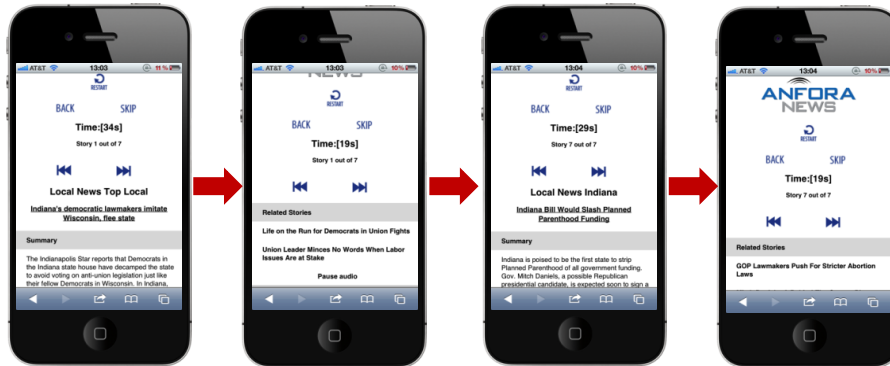 AT&T 13:03 11 %
RESTART
BACK SKIP
Time:[34s]
Story 1 out of 7
Local News Top Local
Indiana's democratic lawmakers imitate
Wisconsin, flee state
Summary
The Indianapolis Star reports that Democrats in
the Indiana state house have decamped the state
to avoid voting on anti-union legislation just like
their fellow Democrats in Wisconsin. In Indiana,
AT&T 13:03 10%
NEWS
RESTART
BACK SKIP
Time:[19s]
Story 1 out of 7
Related Stories
Life on the Run for Democrats in Union Fights
Union Leader Minces No Words When Labor
Issues Are at Stake
Pause audio
AT&T 13:04 10%
RESTART
BACK SKIP
Time:[29s]
Story 7 out of 7
Local News Indiana
Indiana Bill Would Slash Planned
Parenthood Funding
Summary
Indiana is poised to be the first state to strip
Planned Parenthood of all government funding.
Gov. Mitch Daniels, a possible Republican
presidential candidate, is expected soon to sign a
AT&T 13:04 10%
ANFORA
NEWS
RESTART
BACK SKIP
Time:[19s]
Story 7 out of 7
Related Stories
GOP Lawmakers Push For Stricter Abortion
Laws